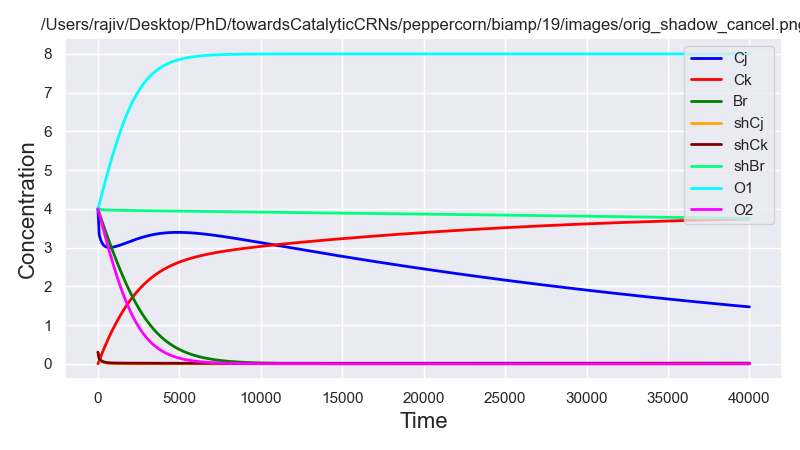 /Users/rajiv/Desktop/PhD/towardsCatalyticCRNs/peppercorn/biamp/19/images/orig_shadow_cancel.png
8
7
6
5
4
3
2
1
0
Concentration
0 5000 10000 15000 20000 25000 30000 35000 40000
Time
Cj
Ck
Br
shCj
shCk
shBr
O1
O2